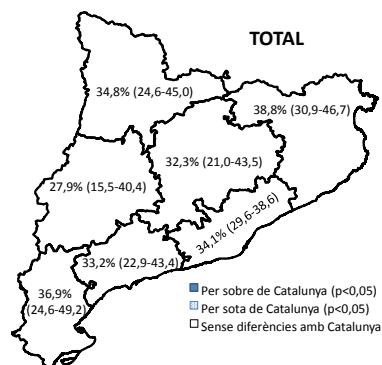 TOTAL
34,8% (24,6-45,0)
38,8% (30,9-46,7)
32,3% (21,0-43,5)
27,9% (15,5-40,4)
34,1% (29,6-38,6)
33,2% (22,9-43,4)
36,9%
(24,6-49,2)
Per sobre de Catalunya (p<0,05)
Per sota de Catalunya (p<0,05)
Sense diferències amb Catalunya